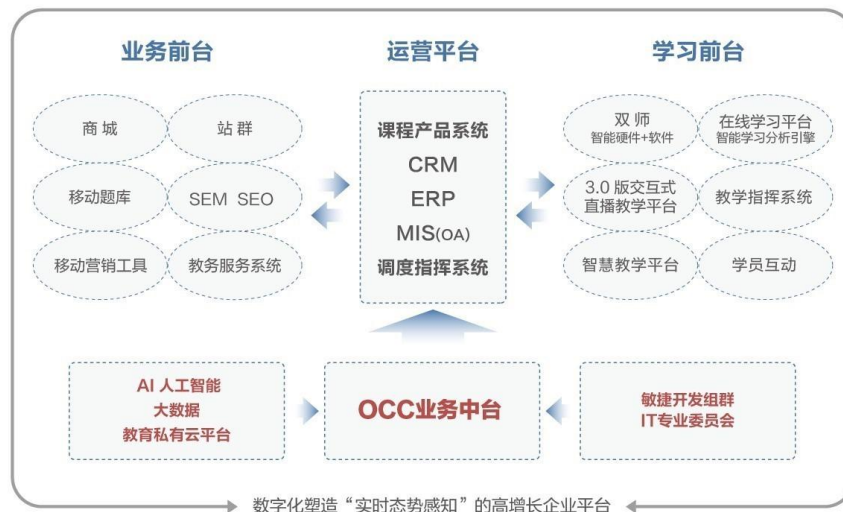 业务前台
运营平台
学习前台
商 城
站 群
移动题库
SEM SEO
移动营销工具
教务服务系统
课程产品系统
CRM
ERP
MIS(OA)
调度指挥系统
双 师
智能硬件+软件
在线学习平台
智能学习分析引擎
3.0 版交互式
直播教学平台
教学指挥系统
智慧教学平台
学员互动
AI 人工智能
大数据
教育私有云平台
OCC业务中台
敏捷开发组群
IT专业委员会
数字化塑造“实时态势感知”的高增长企业平台